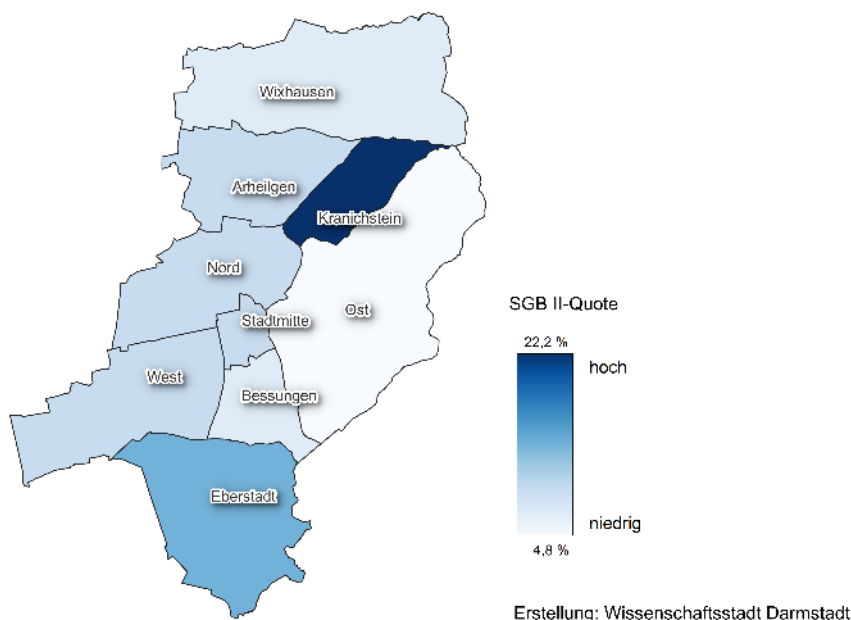 Wixhausen
Arheilgen
Kranichstein
Nord
Ost
Stadtmitte
West
Bessungen
Eberstadt
SGB II-Quote
22,2 %
hoch
niedrig
4,8 %
Erstellung: Wissenschaftsstadt Darmstadt